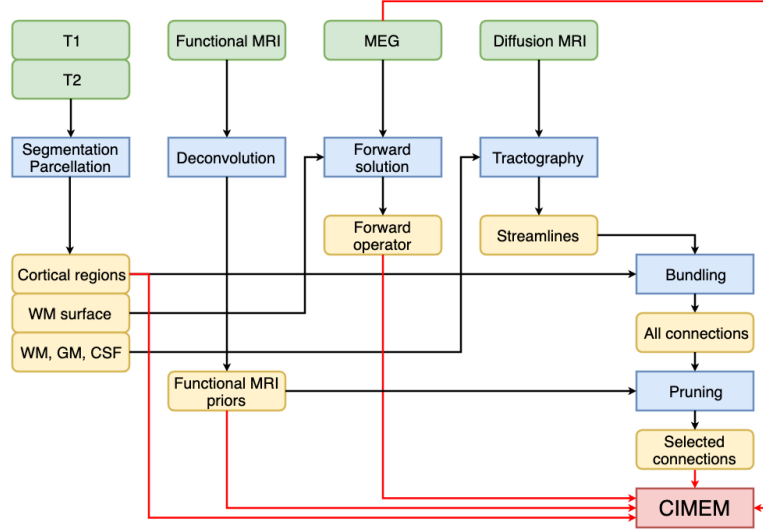 T1
Functional MRI
MEG
Diffusion MRI
T2
Segmentation
Parcellation
Deconvolution
Forward
solution
Tractography
Forward
operator
Streamlines
Cortical regions
Bundling
WM surface
All connections
WM, GM, CSF
Functional MRI
priors
Pruning
Selected
connections
CIMEM